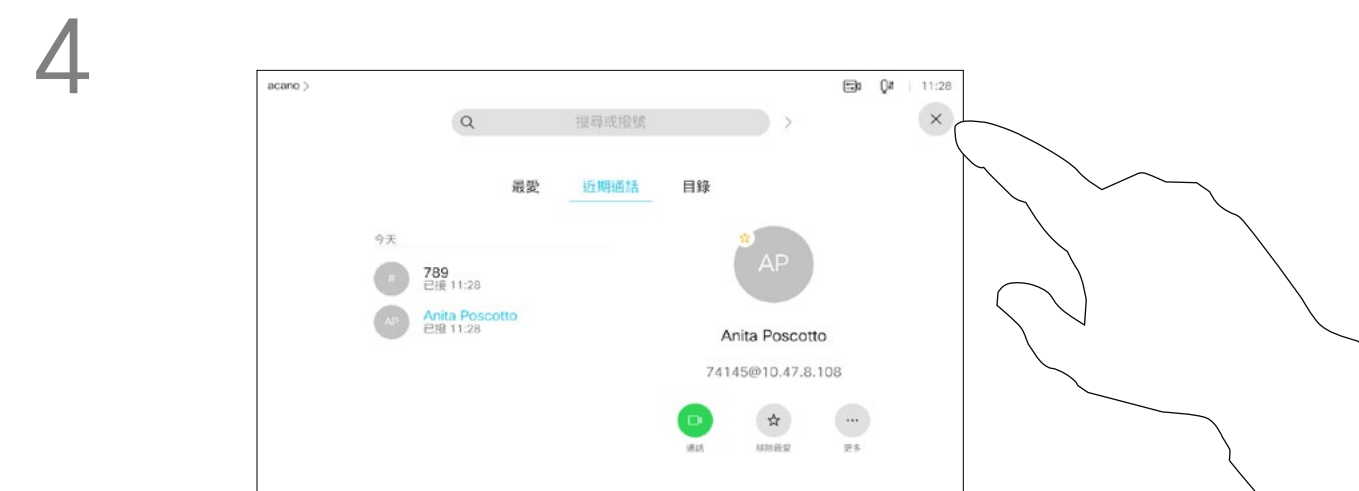 4
acano >
11:28
搜尋或撥號
最愛
近期通話
目錄
今天
#
789
已接 11:28
AP
Anita Poscotto
已撥 11:28
AP
Anita Poscotto
74145@10.47.8.108
通話
移除最愛
更多